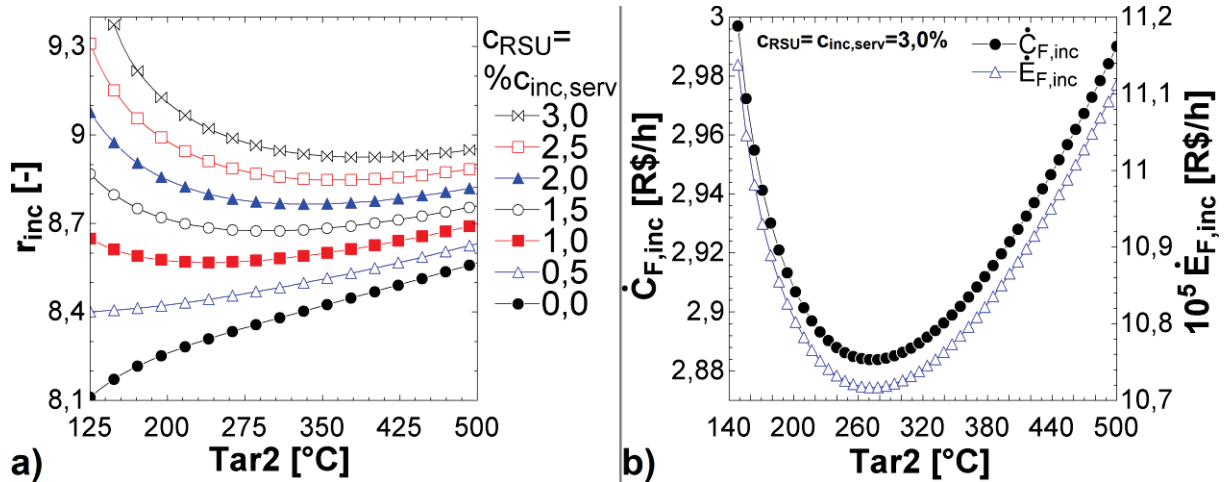 9,3
9
8,7
8,4
8,1
r_inc [-]
125 200 275 350 425 500
Tar2 [°C]
c_RSU=
%c_inc,serv
3,0
2,5
2,0
1,5
1,0
0,5
0,0
a)
3
2,98
2,96
2,94
2,92
2,9
2,88
Ċ_F,inc [R$/h]
c_RSU= c_inc,serv=3,0%
Ċ_F,inc
Ė_F,inc
11,2
11,1
11
10,9
10,8
10,7
10^5 Ė_F,inc [R$/h]
140 200 260 320 380 440 500
Tar2 [°C]
b)